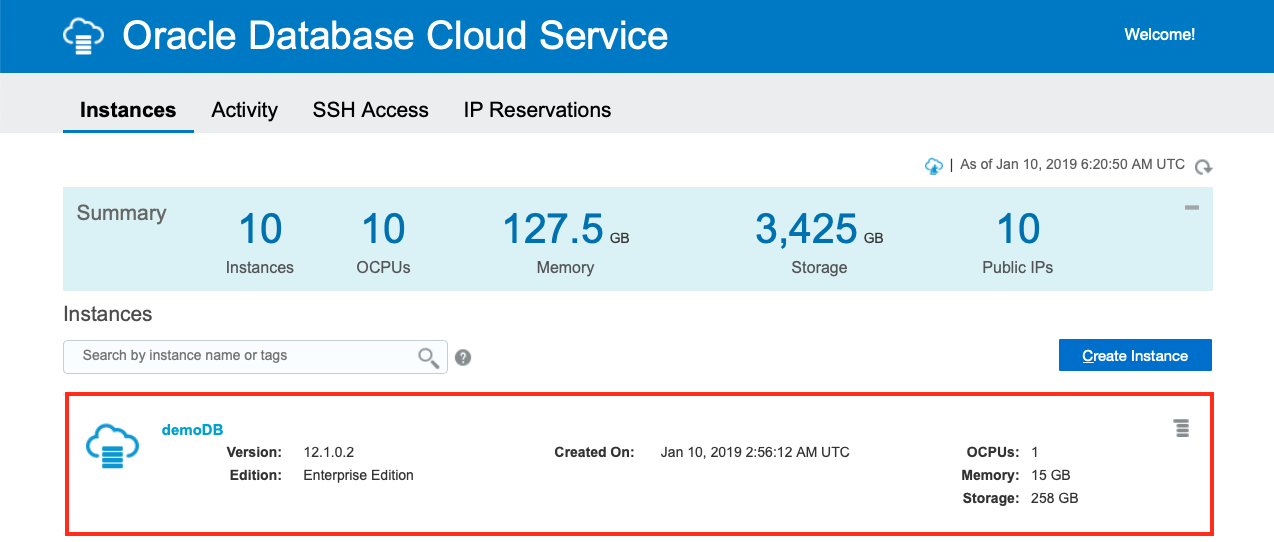 Oracle Database Cloud Service
Welcome!
Instances Activity SSH Access IP Reservations
| As of Jan 10, 2019 6:20:50 AM UTC
Summary
10 10 127.5 GB 3,425 GB 10
Instances OCPUs Memory Storage Public IPs
Instances
Search by instance name or tags ?
Create Instance
demoDB
Version: 12.1.0.2 Created On: Jan 10, 2019 2:56:12 AM UTC OCPUs: 1
Edition: Enterprise Edition Memory: 15 GB
Storage: 258 GB